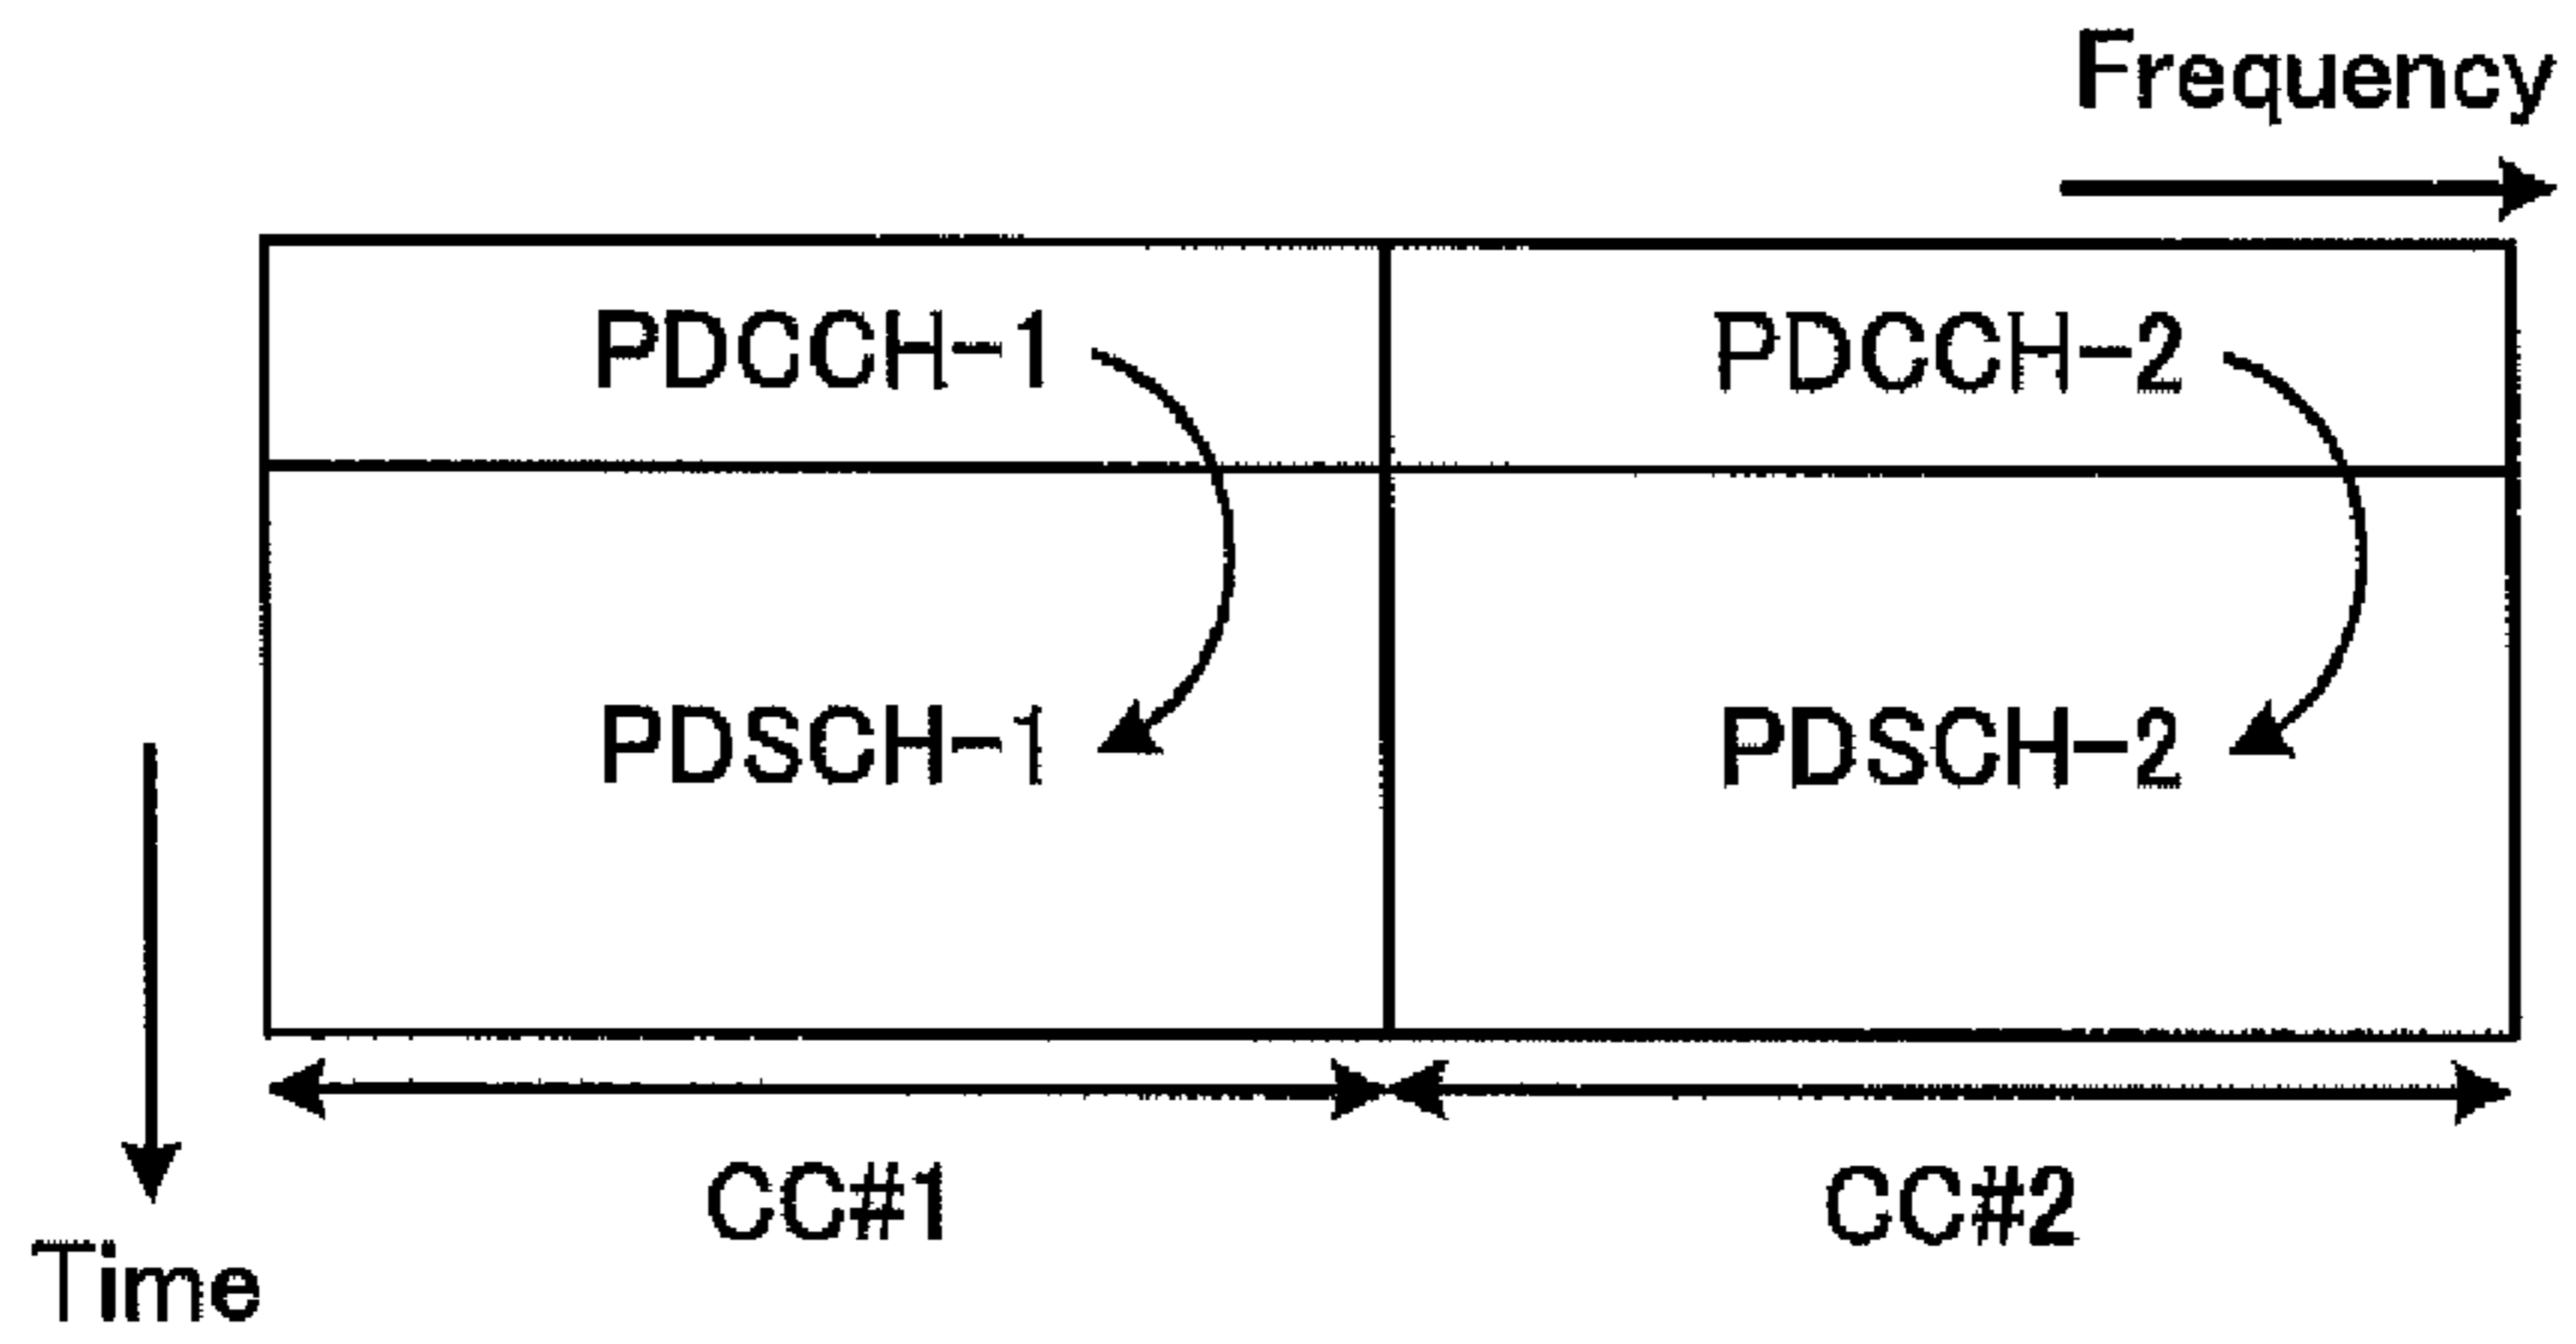 Frequency
PDCCH-1
PDCCH-2
PDSCH-1
PDSCH-2
CC#1
CC#2
Time